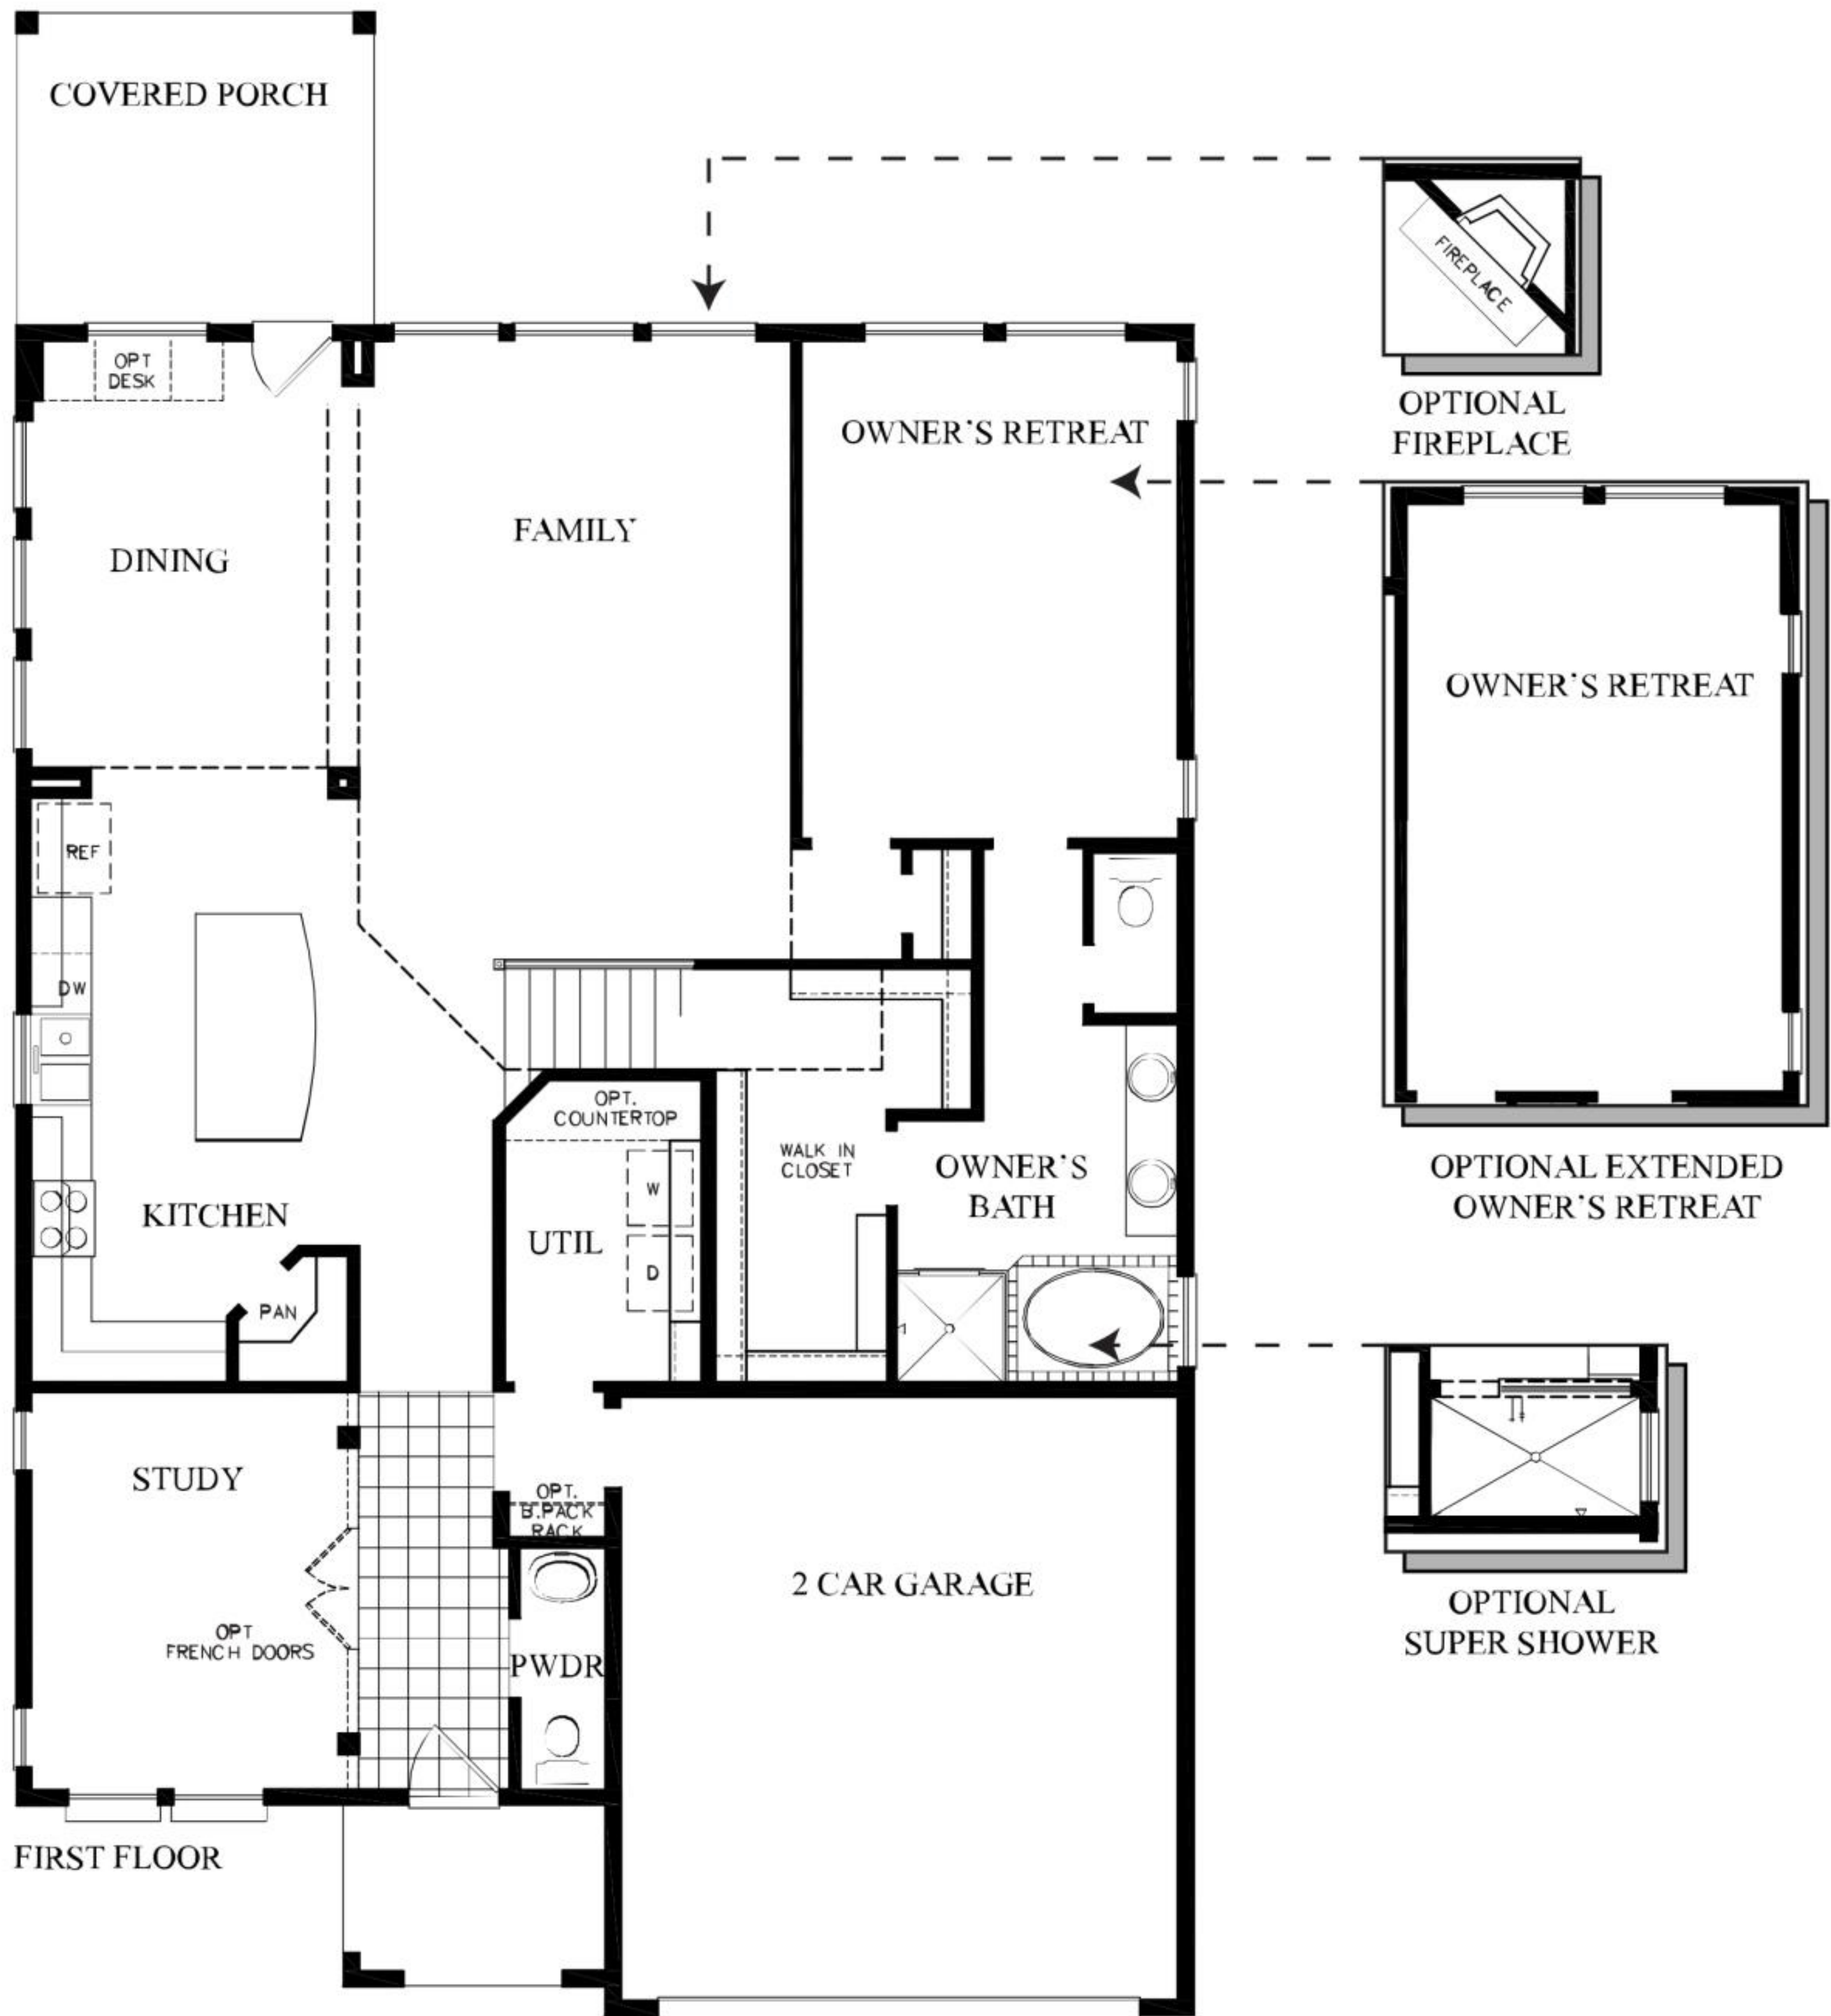 COVERED PORCH
OPT
DESK
FIREPLACE
OPTIONAL
FIREPLACE
OWNER'S RETREAT
FAMILY
DINING
OWNER'S RETREAT
REF
DW
OPT.
COUNTERTOP
WALK IN
CLOSET
OWNER'S
BATH
OPTIONAL EXTENDED
OWNER'S RETREAT
W
KITCHEN
UTIL
D
PAN
STUDY
OPT.
B.PACK
RACK
2 CAR GARAGE
OPT
FRENCH DOORS
PWDR
OPTIONAL
SUPER SHOWER
FIRST FLOOR